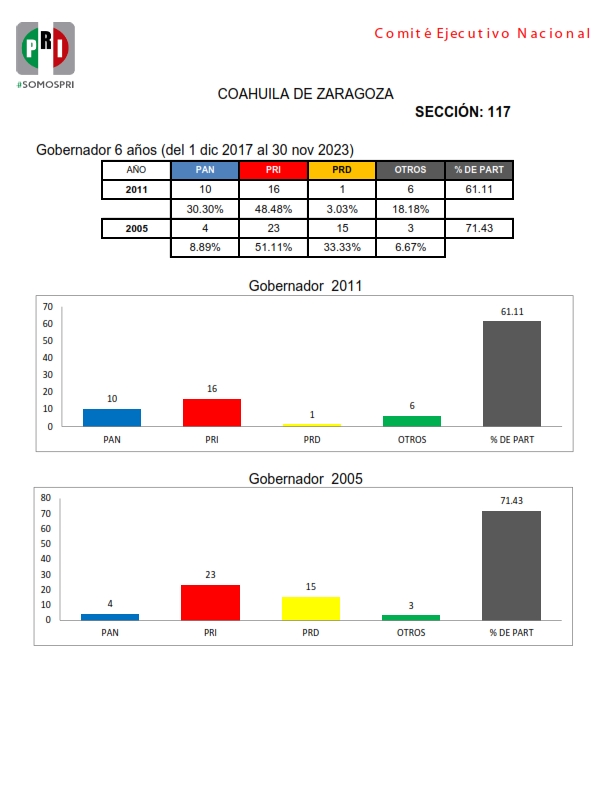 PRI
#SOMOSPRI
Comité Ejecutivo Nacional
COAHUILA DE ZARAGOZA
SECCIÓN: 117
Gobernador 6 años (del 1 dic 2017 al 30 nov 2023)
AÑO PAN PRI PRD OTROS % DE PART
2011 10 16 1 6 61.11
30.30% 48.48% 3.03% 18.18%
2005 4 23 15 3 71.43
8.89% 51.11% 33.33% 6.67%
Gobernador 2011
70
60
50
40
30
20
10
0
10 16 1 6 61.11
PAN PRI PRD OTROS % DE PART
Gobernador 2005
80
70
60
50
40
30
20
10
0
4 23 15 3 71.43
PAN PRI PRD OTROS % DE PART